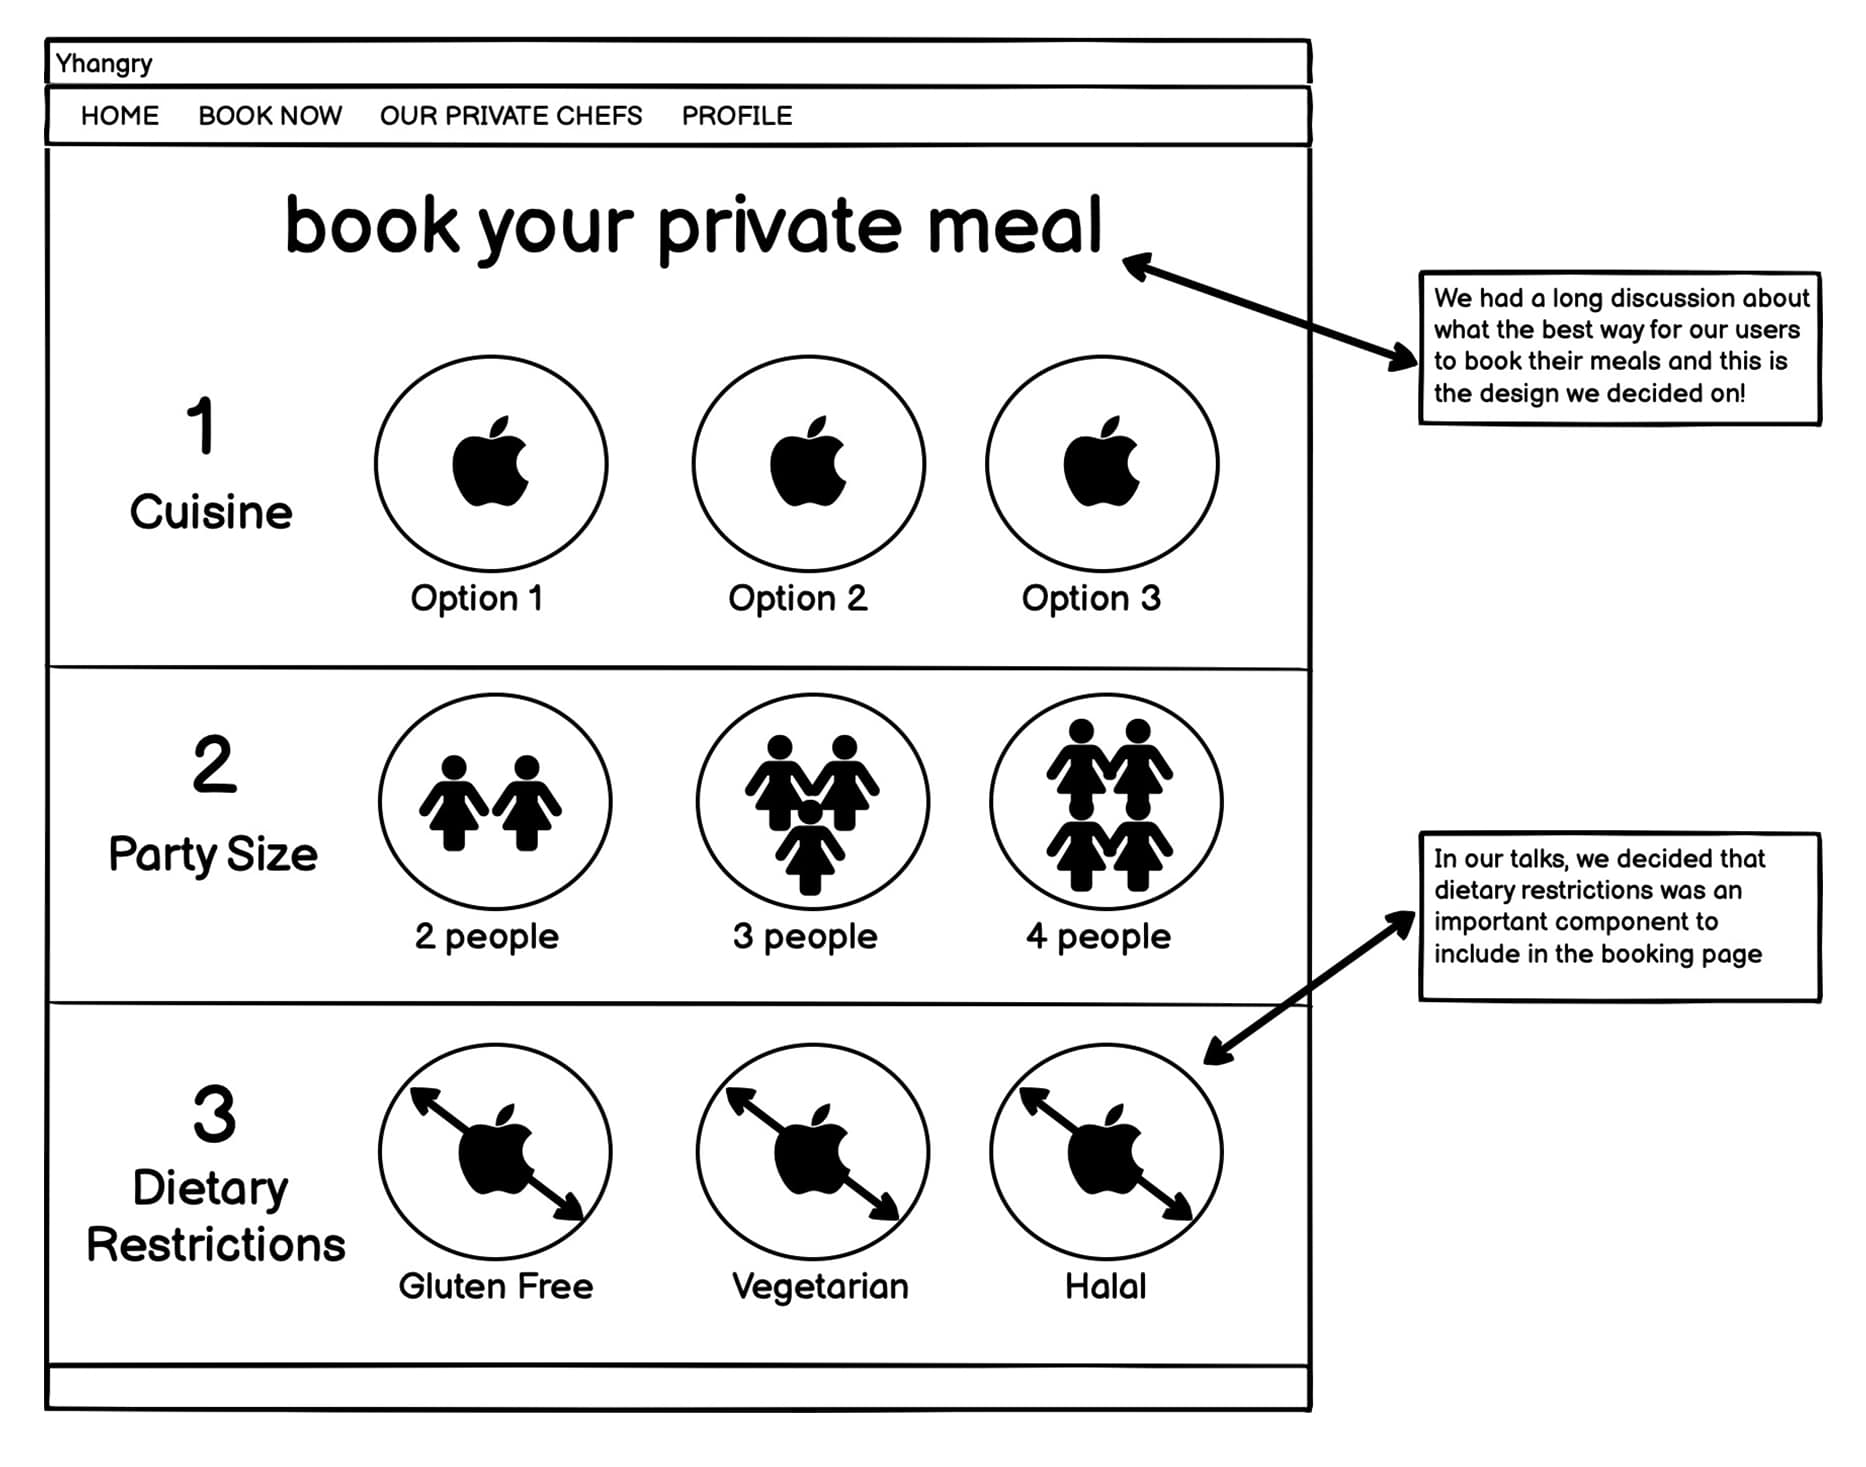 Yhangry
HOME BOOK NOW OUR PRIVATE CHEFS PROFILE
book your private meal
We had a long discussion about
what the best way for our users
to book their meals and this is
the design we decided on!
1
Cuisine
Option 1 Option 2 Option 3
2
Party Size
2 people 3 people 4 people
In our talks, we decided that
dietary restrictions was an
important component to
include in the booking page
3
Dietary
Restrictions
Gluten Free Vegetarian Halal